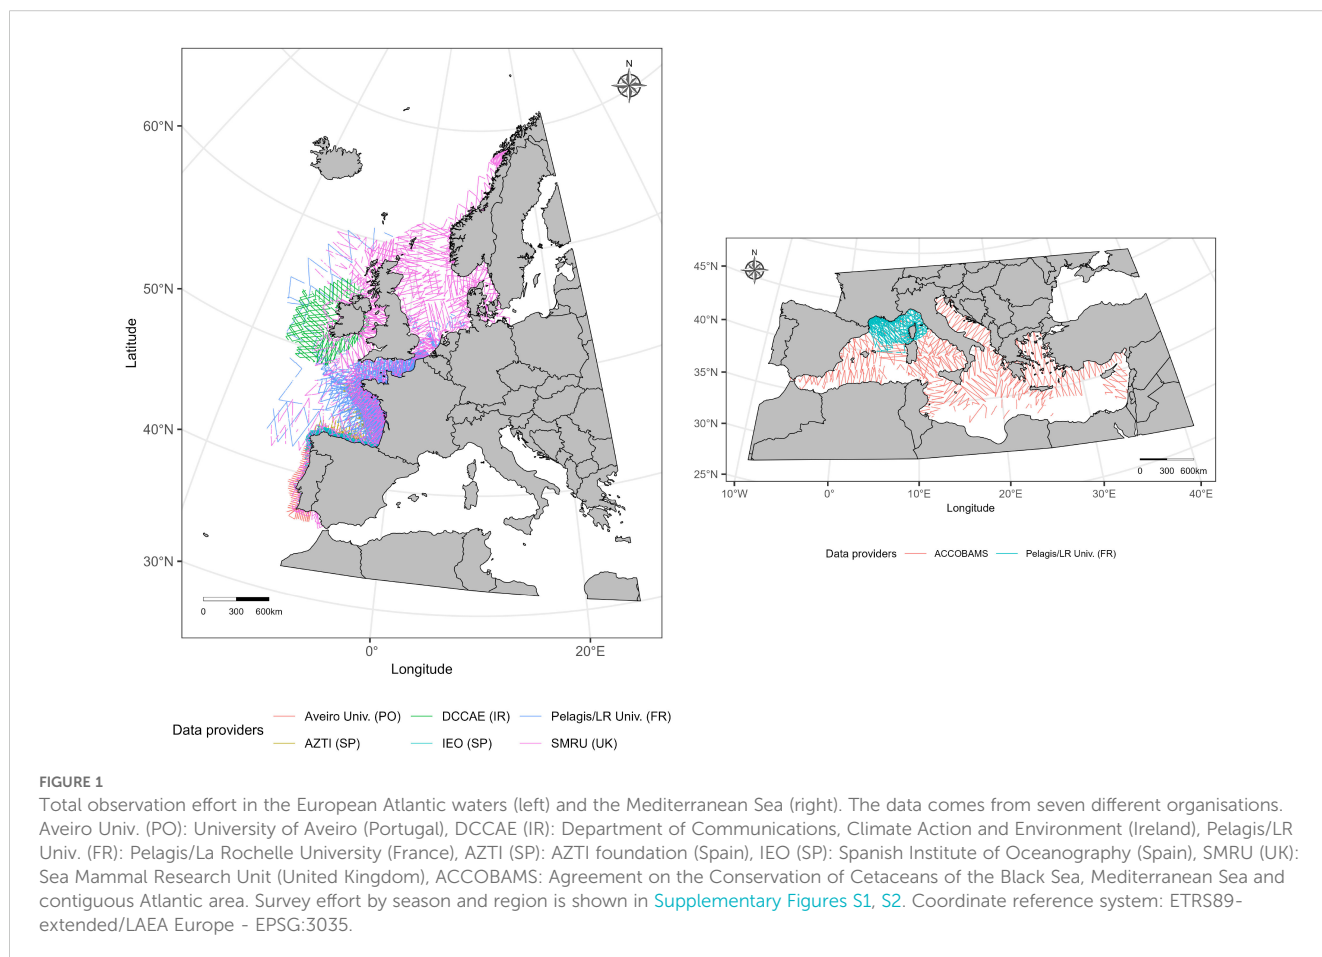 N
60°N
50°N
40°N
30°N
Latitude
0 300 600km
0° 20°E
Longitude
Data providers
Aveiro Univ. (PO) DCCAE (IR) Pelagis/LR Univ. (FR)
AZTI (SP) IEO (SP) SMRU (UK)
N
45°N
40°N
35°N
30°N
25°N
0 300 600km
10°W 0° 10°E 20°E 30°E 40°E
Longitude
Data providers ACCOBAMS Pelagis/LR Univ. (FR)
FIGURE 1
Total observation effort in the European Atlantic waters (left) and the Mediterranean Sea (right). The data comes from seven different organisations.
Aveiro Univ. (PO): University of Aveiro (Portugal), DCCAE (IR): Department of Communications, Climate Action and Environment (Ireland), Pelagis/LR
Univ. (FR): Pelagis/La Rochelle University (France), AZTI (SP): AZTI foundation (Spain), IEO (SP): Spanish Institute of Oceanography (Spain), SMRU (UK):
Sea Mammal Research Unit (United Kingdom), ACCOBAMS: Agreement on the Conservation of Cetaceans of the Black Sea, Mediterranean Sea and
contiguous Atlantic area. Survey effort by season and region is shown in Supplementary Figures S1, S2. Coordinate reference system: ETRS89-
extended/LAEA Europe - EPSG:3035.